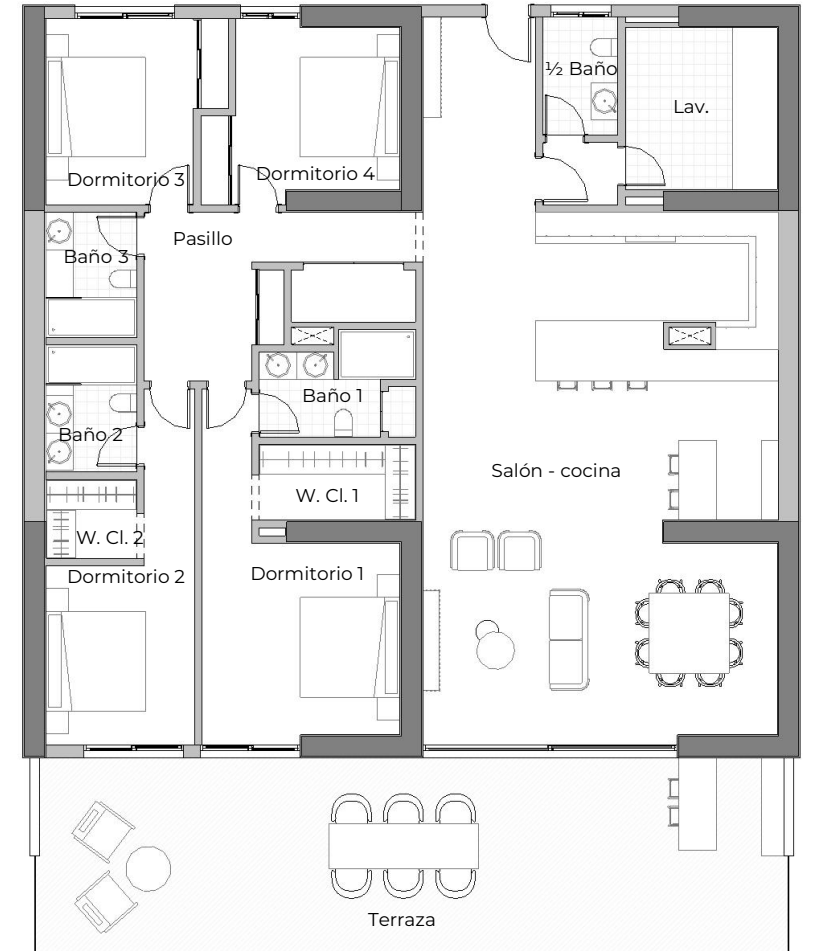 ½ Baño
Lav.
Dormitorio 3
Dormitorio 4
Pasillo
Baño 3
Baño 1
Baño 2
Salón - cocina
W. Cl. 1
W. Cl. 2
Dormitorio 2
Dormitorio 1
Terraza